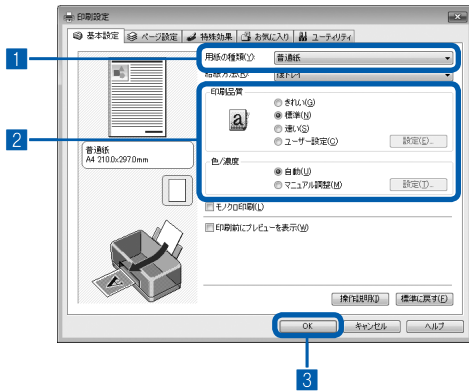 印刷設定
基本設定 ページ設定 特殊効果 お気に入り ユーティリティ
1
用紙の種類(Y): 普通紙
給紙方法(R): 後トレイ
2
印刷品質
a
きれい(G)
標準(N)
速い(S)
ユーザー設定(C) 設定(E)...
普通紙
A4 210.0x297.0mm
色/濃度
自動(U)
マニュアル調整(M) 設定(T)...
モノクロ印刷(L)
印刷前にプレビューを表示(W)
操作説明(I) 標準に戻す(F)
OK キャンセル ヘルプ
3